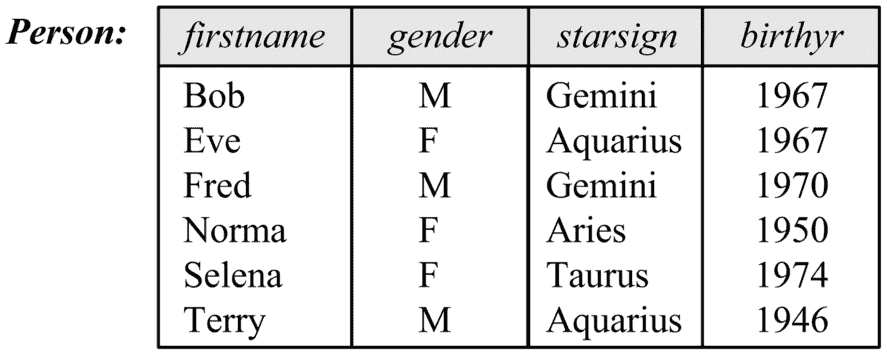 Person: firstname gender starsign birthyr
Bob M Gemini 1967
Eve F Aquarius 1967
Fred M Gemini 1970
Norma F Aries 1950
Selena F Taurus 1974
Terry M Aquarius 1946